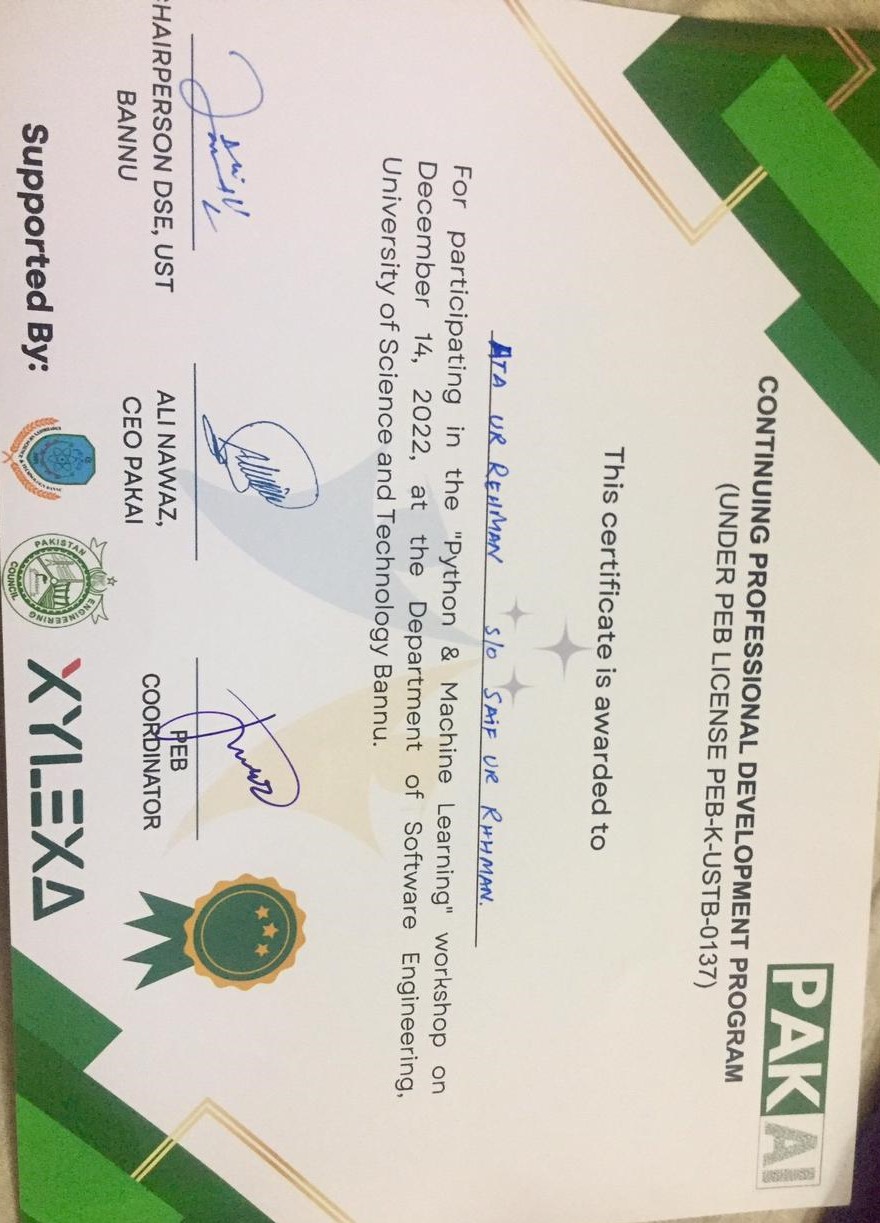 PAKAI
CONTINUING PROFESSIONAL DEVELOPMENT PROGRAM
(UNDER PEB LICENSE PEB-K-USTB-0137)
This certificate is awarded to
ATA UR REHMAN S/O SAIF UR REHMAN.
For participating in the "Python & Machine Learning" workshop on
December 14, 2022, at the Department of Software Engineering,
University of Science and Technology Bannu.
CHAIRPERSON DSE, UST
BANNU
ALI NAWAZ,
CEO PAKAI
PEB
COORDINATOR
Supported By:
PAKISTAN ENGINEERING COUNCIL
XYLEXA